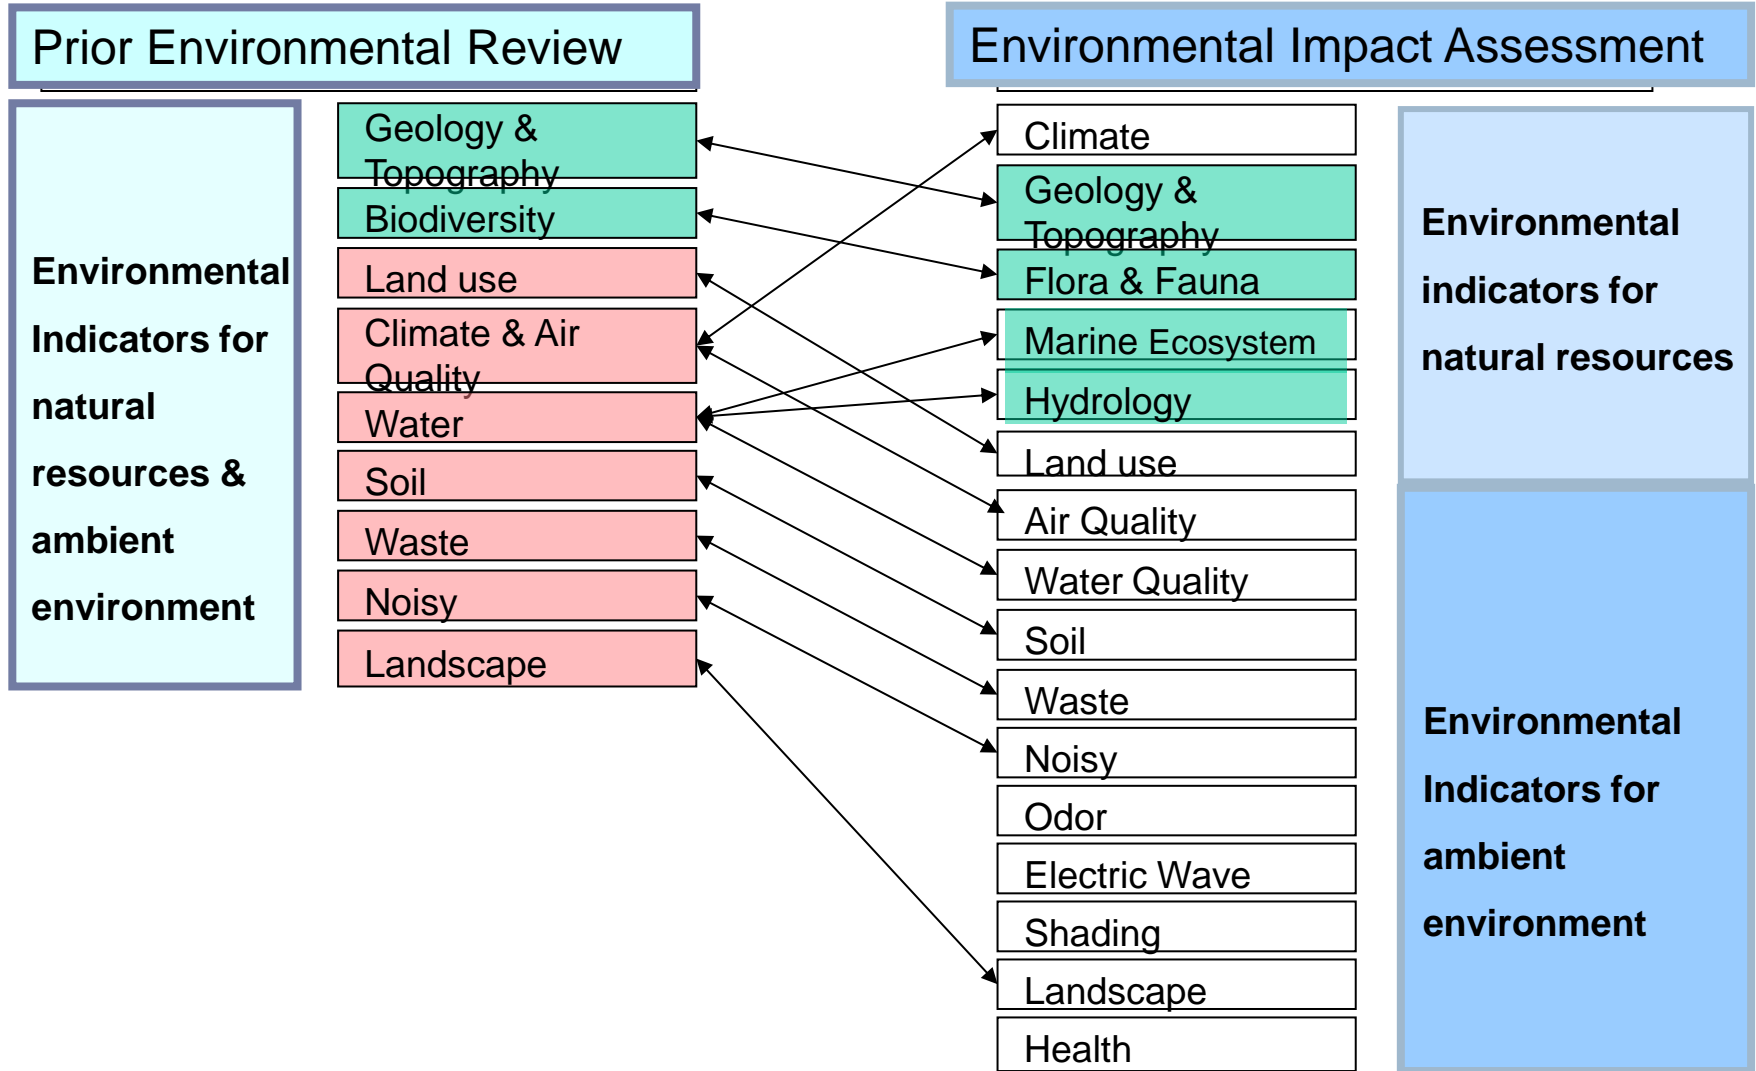 Prior Environmental Review
Environmental Impact Assessment
Environmental
Indicators for
natural
resources &
ambient
environment
Geology &
Topography
Biodiversity
Land use
Climate & Air
Quality
Water
Soil
Waste
Noisy
Landscape
Climate
Geology &
Topography
Flora & Fauna
Marine Ecosystem
Hydrology
Land use
Air Quality
Water Quality
Soil
Waste
Noisy
Odor
Electric Wave
Shading
Landscape
Health
Environmental
indicators for
natural resources
Environmental
Indicators for
ambient
environment